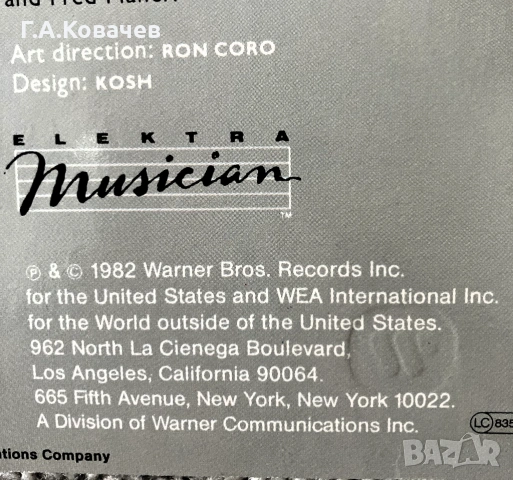 Г.А.Ковачев
Art direction: RON CORO
Design: KOSH
ELEKTRA
Musician
TM
℗ & © 1982 Warner Bros. Records Inc.
for the United States and WEA International Inc.
for the World outside of the United States.
962 North La Cienega Boulevard,
Los Angeles, California 90064.
665 Fifth Avenue, New York, New York 10022.
A Division of Warner Communications Inc.
LC 835
ations Company
BAZAR